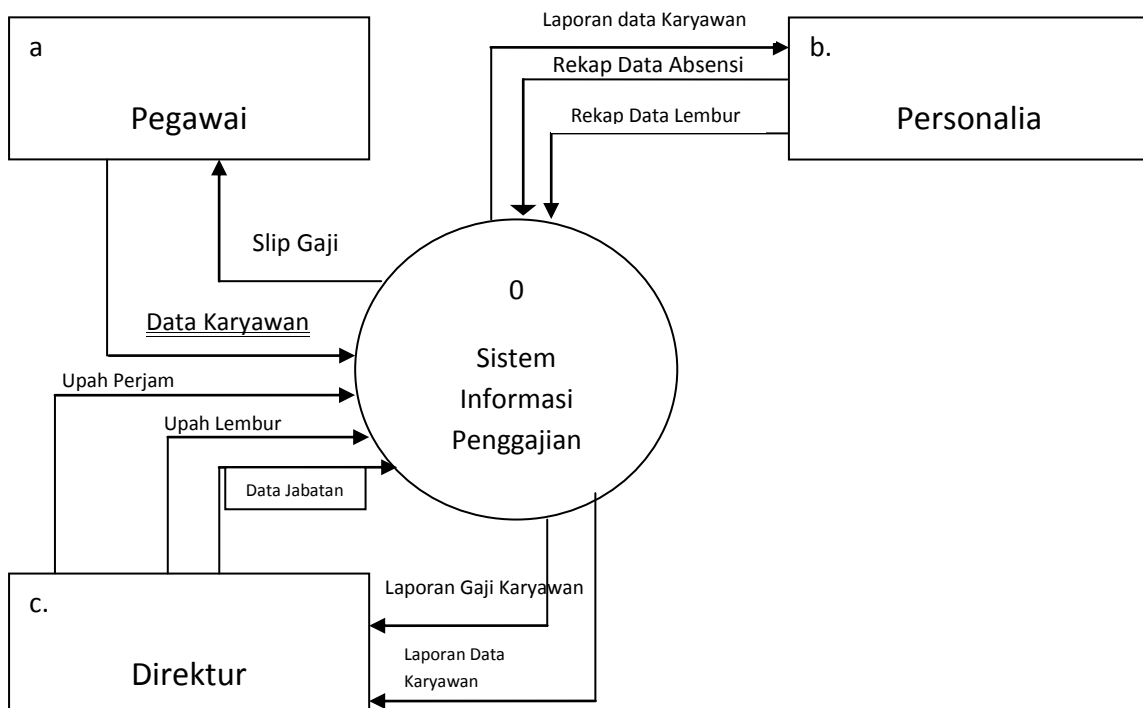 a
Pegawai
Laporan data Karyawan
Rekap Data Absensi
Rekap Data Lembur
b.
Personalia
Slip Gaji
Data Karyawan
Upah Perjam
Upah Lembur
Data Jabatan
0
Sistem
Informasi
Penggajian
c.
Direktur
Laporan Gaji Karyawan
Laporan Data
Karyawan